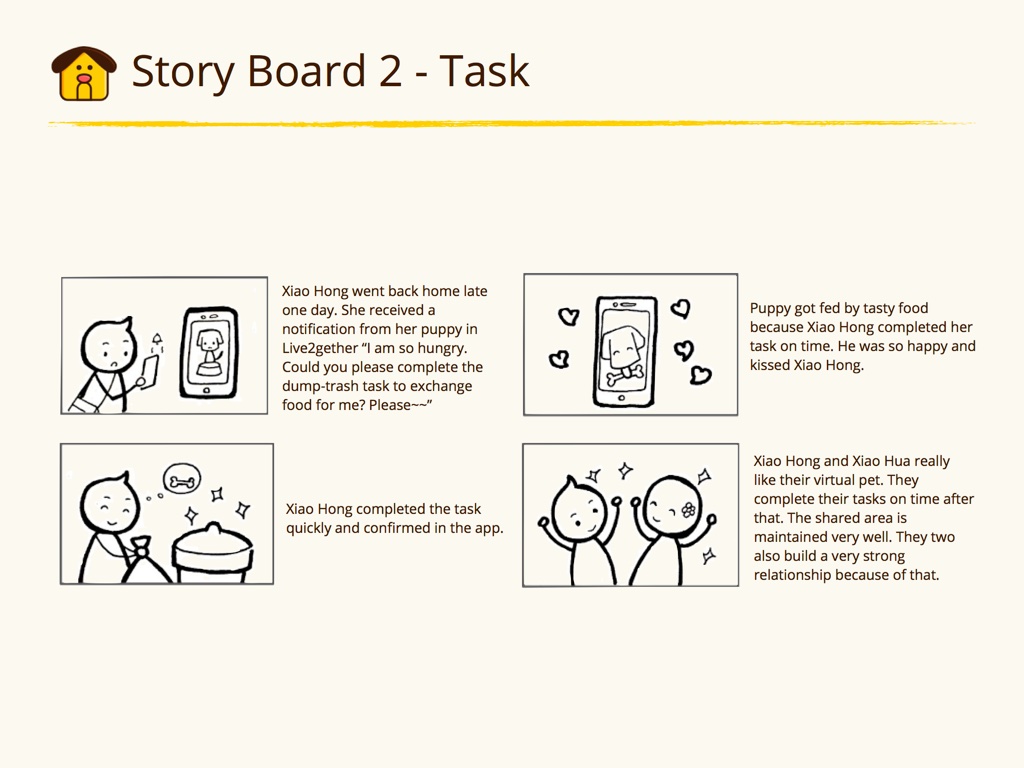 Story Board 2 - Task
Xiao Hong went back home late
one day. She received a
notification from her puppy in
Live2gether “I am so hungry.
Could you please complete the
dump-trash task to exchange
food for me? Please~~”
Xiao Hong completed the task
quickly and confirmed in the app.
Puppy got fed by tasty food
because Xiao Hong completed her
task on time. He was so happy and
kissed Xiao Hong.
Xiao Hong and Xiao Hua really
like their virtual pet. They
complete their tasks on time after
that. The shared area is
maintained very well. They two
also build a very strong
relationship because of that.